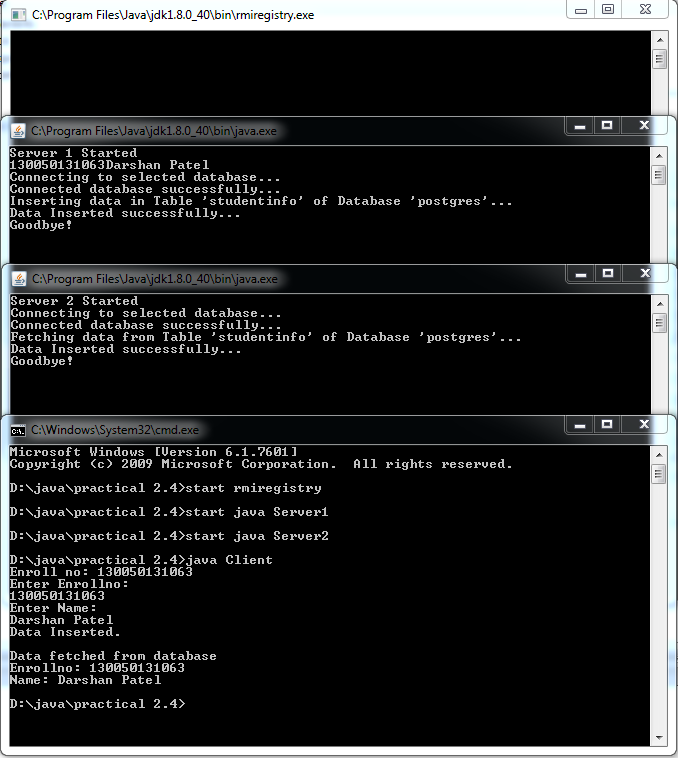 C:\Program Files\Java\jdk1.8.0_40\bin\rmiregistry.exe
C:\Program Files\Java\jdk1.8.0_40\bin\java.exe
Server 1 Started
130050131063Darshan Patel
Connecting to selected database...
Connected database successfully...
Inserting data in Table 'studentinfo' of Database 'postgres'...
Data Inserted successfully...
Goodbye!
C:\Program Files\Java\jdk1.8.0_40\bin\java.exe
Server 2 Started
Connecting to selected database...
Connected database successfully...
Fetching data from Table 'studentinfo' of Database 'postgres'...
Data Inserted successfully...
Goodbye!
C:\Windows\System32\cmd.exe
Microsoft Windows [Version 6.1.7601]
Copyright (c) 2009 Microsoft Corporation.  All rights reserved.
D:\java\practical 2.4>start rmiregistry
D:\java\practical 2.4>start java Server1
D:\java\practical 2.4>start java Server2
D:\java\practical 2.4>java Client
Enroll no: 130050131063
Enter Enrollno:
130050131063
Enter Name:
Darshan Patel
Data Inserted.
Data fetched from database
Enrollno: 130050131063
Name: Darshan Patel
D:\java\practical 2.4>